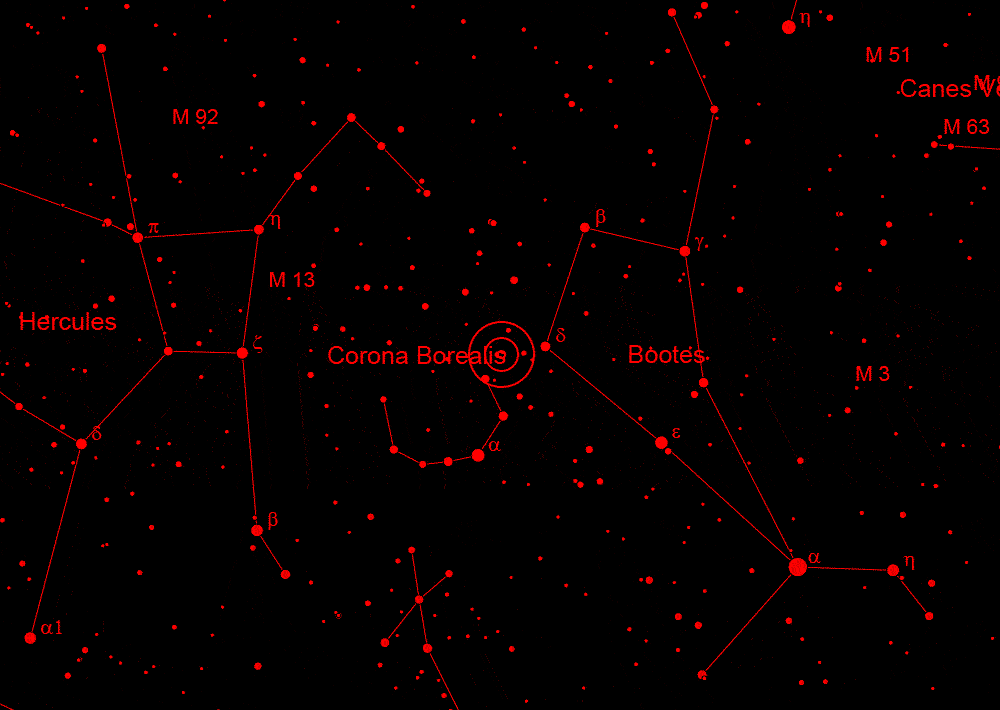 η
M 51
Canes Ve
M 63
M 92
π
η
β
γ
M 13
Hercules
ζ
Corona Borealis
δ
Bootes
M 3
δ
α
ε
β
α
η
α1